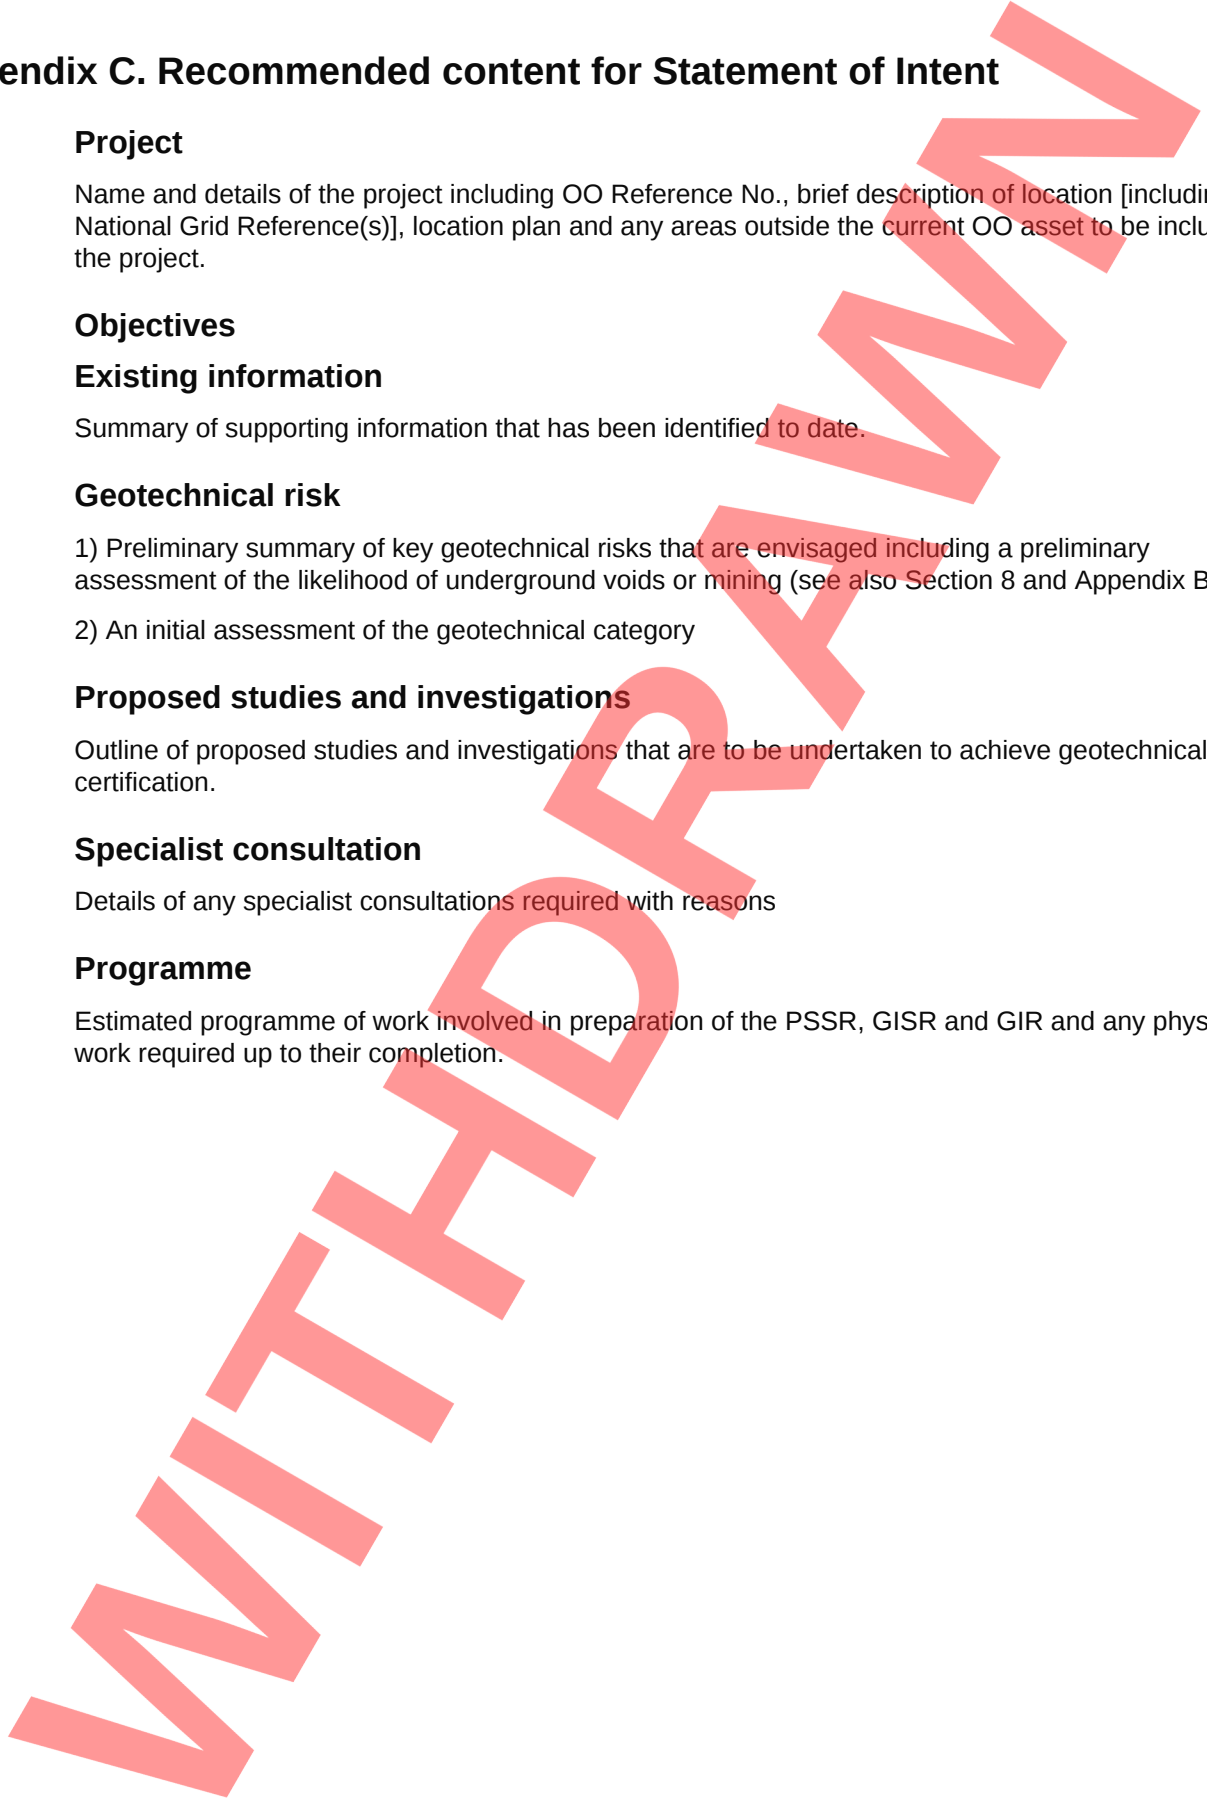 endix C. Recommended content for Statement of Intent
Project
Name and details of the project including OO Reference No., brief description of location [includin
National Grid Reference(s)], location plan and any areas outside the current OO asset to be inclu
the project.
Objectives
Existing information
Summary of supporting information that has been identified to date.
Geotechnical risk
1) Preliminary summary of key geotechnical risks that are envisaged including a preliminary
assessment of the likelihood of underground voids or mining (see also Section 8 and Appendix B
2) An initial assessment of the geotechnical category
Proposed studies and investigations
Outline of proposed studies and investigations that are to be undertaken to achieve geotechnical
certification.
Specialist consultation
Details of any specialist consultations required with reasons
Programme
Estimated programme of work involved in preparation of the PSSR, GISR and GIR and any phys
work required up to their completion.
WITHDRAWN